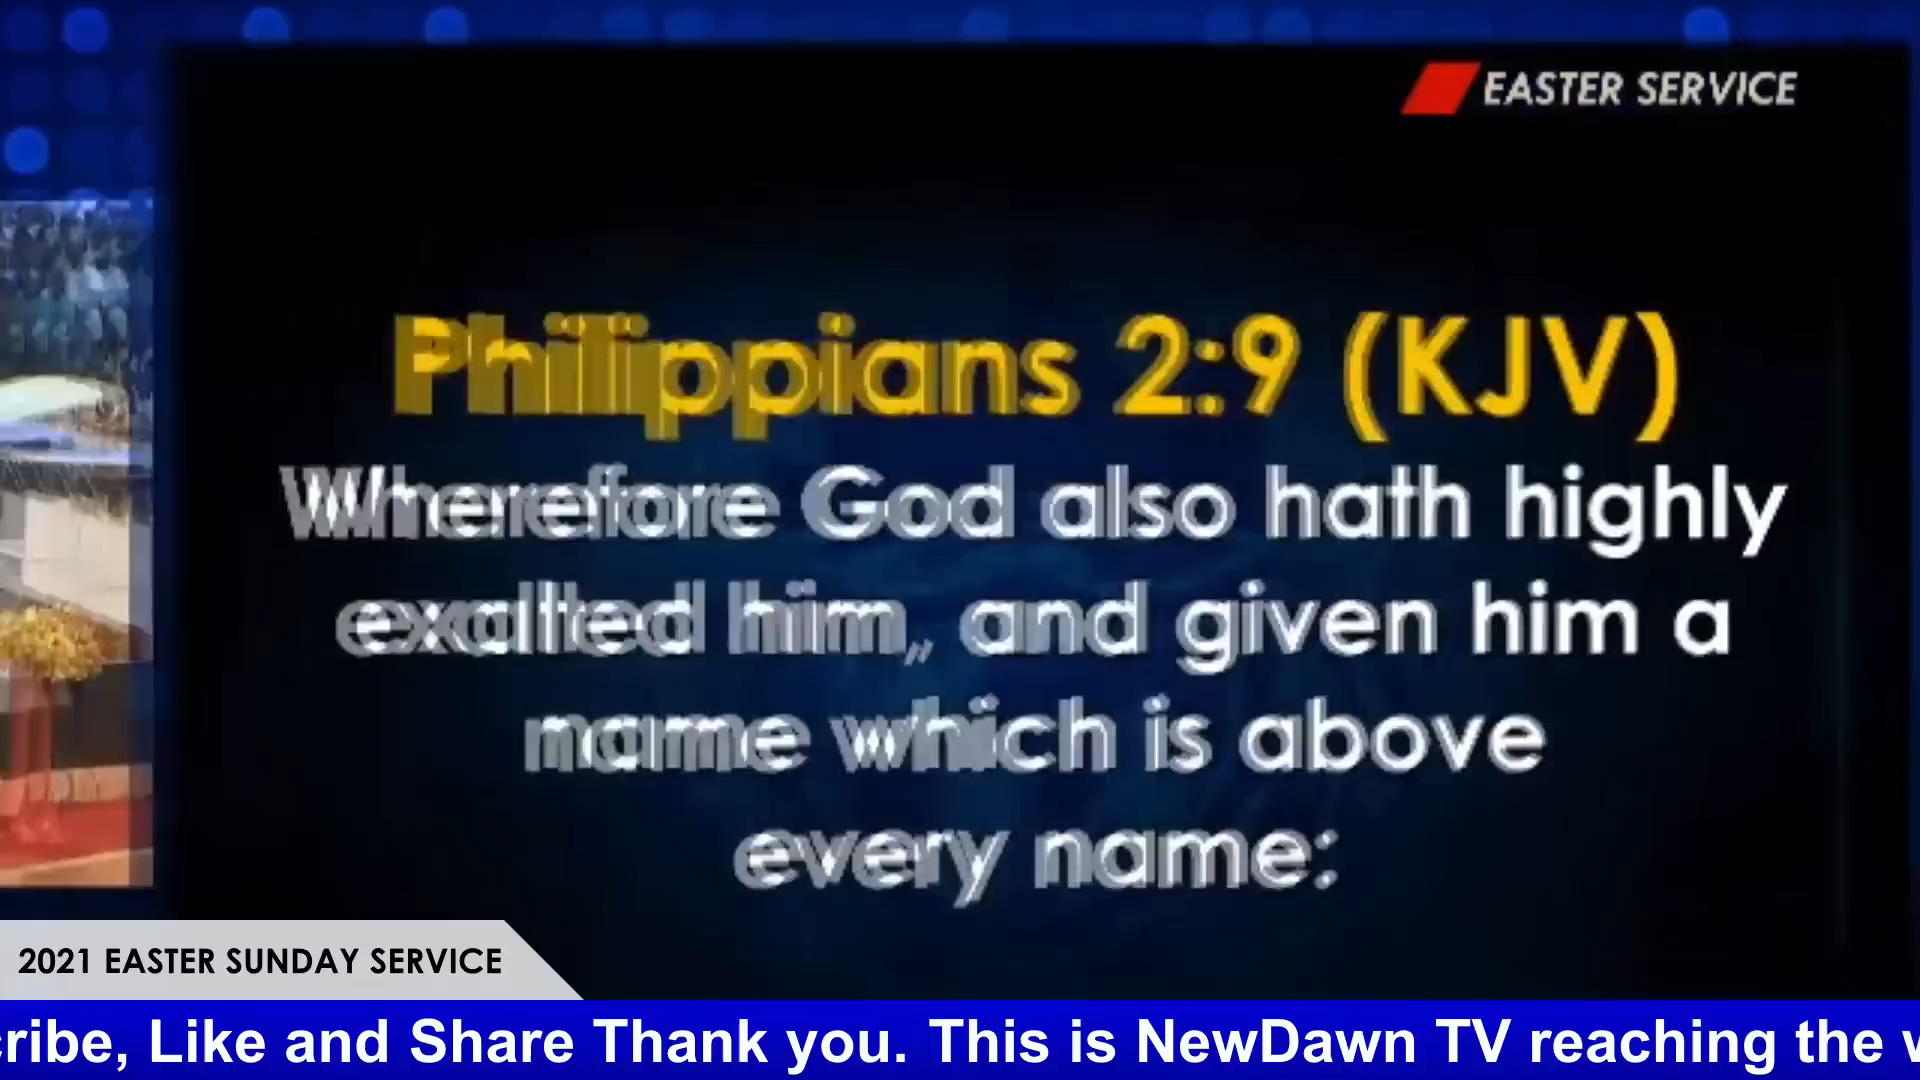 EASTER SERVICE
Philippians 2:9 (KJV)
Wherefore God also hath highly
exalted him, and given him a
name which is above
every name:
2021 EASTER SUNDAY SERVICE
cribe, Like and Share Thank you. This is NewDawn TV reaching the